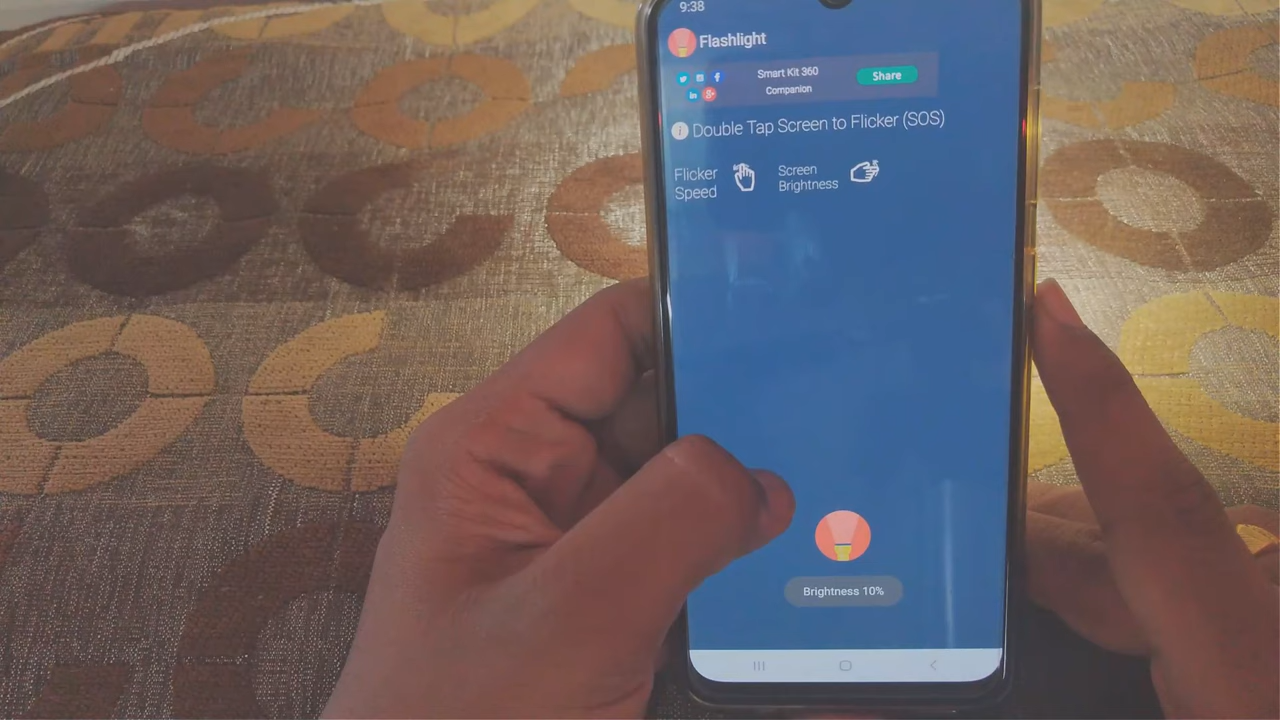 9:38
Flashlight
Smart Kit 360
Companion
Share
Double Tap Screen to Flicker (SOS)
Flicker
Speed
Screen
Brightness
Brightness 10%